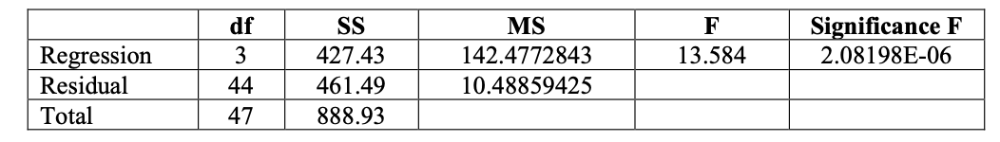 df SS MS F Significance F
Regression 3 427.43 142.4772843 13.584 2.08198E-06
Residual 44 461.49 10.48859425
Total 47 888.93